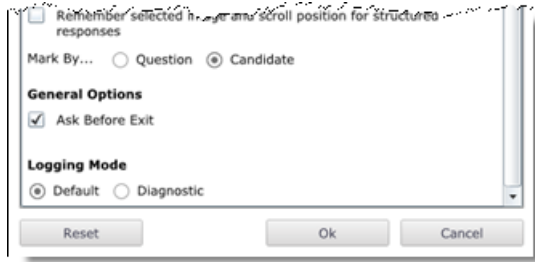 Remember selected image and scroll position for structured
responses
Mark By... Question Candidate
General Options
Ask Before Exit
Logging Mode
Default Diagnostic
Reset Ok Cancel